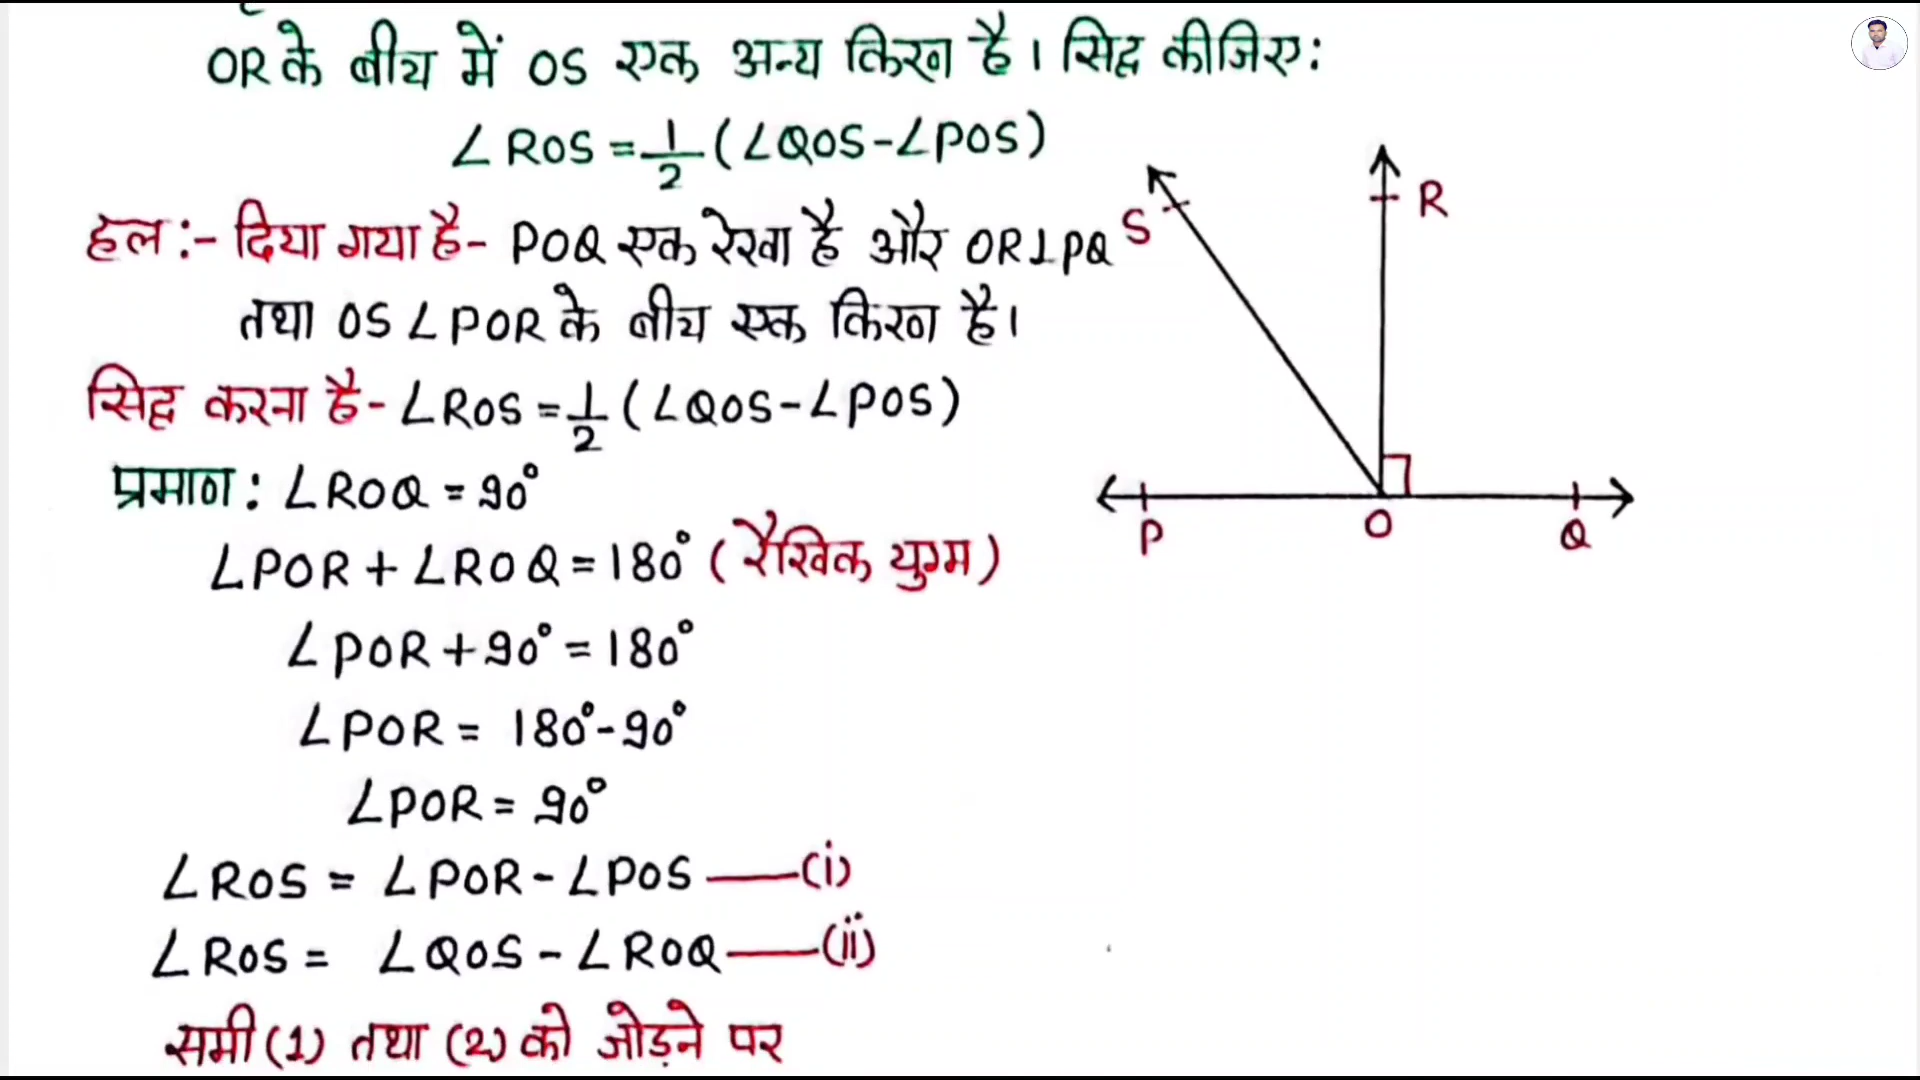 OR के बीच में OS एक अन्य किरण है। सिद्ध कीजिए:
∠ROS = 1/2 (∠QOS-∠POS)
हल:- दिया गया है- POQ एक रेखा है और OR⊥PQ
तथा OS ∠POR के बीच एक किरण है।
सिद्ध करना है- ∠ROS = 1/2 (∠QOS-∠POS)
प्रमाण: ∠ROQ = 90°
∠POR + ∠ROQ = 180° (रैखिक युग्म)
∠POR + 90° = 180°
∠POR = 180°-90°
∠POR = 90°
∠ROS = ∠POR - ∠POS —(i)
∠ROS = ∠QOS - ∠ROQ —(ii)
समी (1) तथा (2) को जोड़ने पर
S
R
P
O
Q